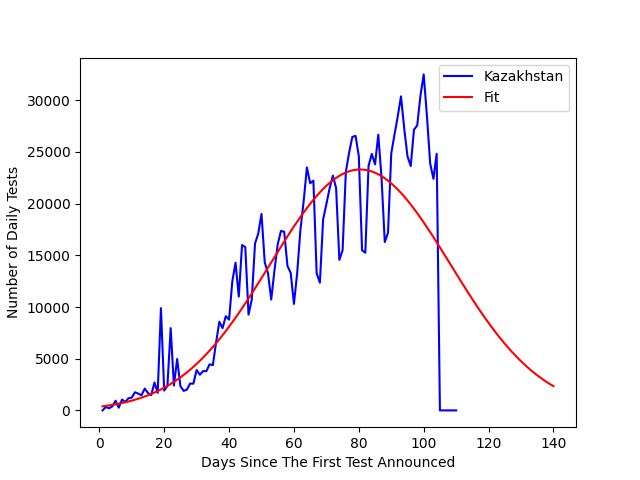 Kazakhstan
Fit
30000
25000
20000
15000
10000
5000
0
Number of Daily Tests
0 20 40 60 80 100 120 140
Days Since The First Test Announced